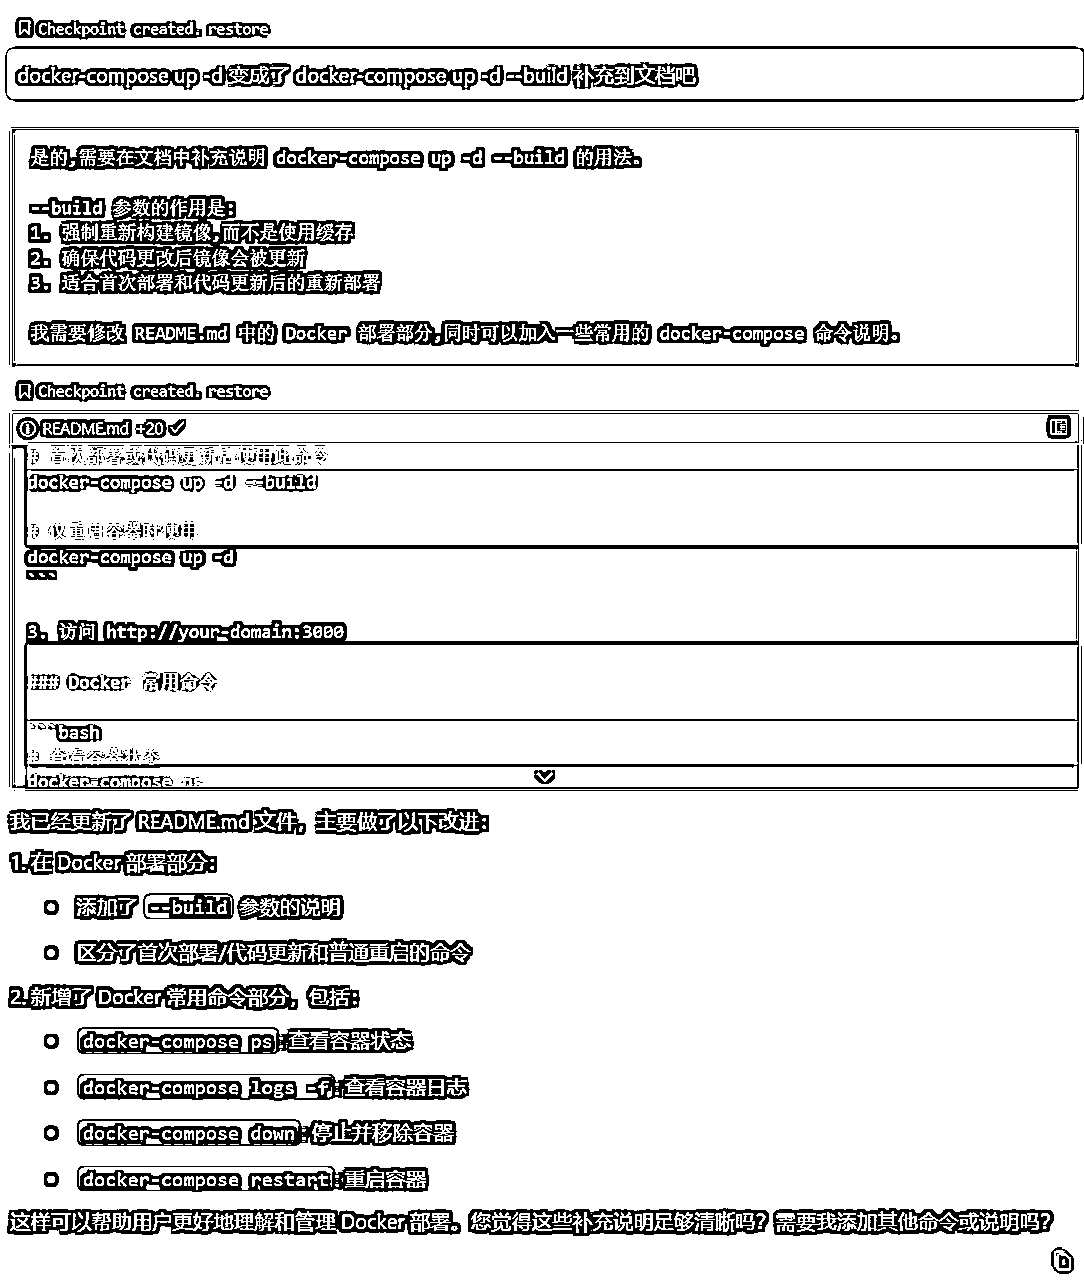 Checkpoint created. restore
docker-compose up -d 变成了 docker-compose up -d --build 补充到文档吧
是的,需要在文档中补充说明 docker-compose up -d --build 的用法。
--build 参数的作用是:
1. 强制重新构建镜像,而不是使用缓存
2. 确保代码更改后镜像会被更新
3. 适合首次部署和代码更新后的重新部署
我需要修改 README.md 中的 Docker 部署部分,同时可以加入一些常用的 docker-compose 命令说明。
Checkpoint created. restore
README.md +20
# 首次部署或代码更新后使用此命令
docker-compose up -d --build
# 仅重启容器时使用
docker-compose up -d
```
3. 访问 http://your-domain:3000
### Docker 常用命令
```bash
# 查看容器状态
docker-compose ps
我已经更新了 README.md 文件，主要做了以下改进：
1. 在 Docker 部署部分：
添加了 --build 参数的说明
区分了首次部署/代码更新和普通重启的命令
2. 新增了 Docker 常用命令部分，包括：
docker-compose ps: 查看容器状态
docker-compose logs -f: 查看容器日志
docker-compose down: 停止并移除容器
docker-compose restart: 重启容器
这样可以帮助用户更好地理解和管理 Docker 部署。您觉得这些补充说明足够清晰吗？需要我添加其他命令或说明吗？